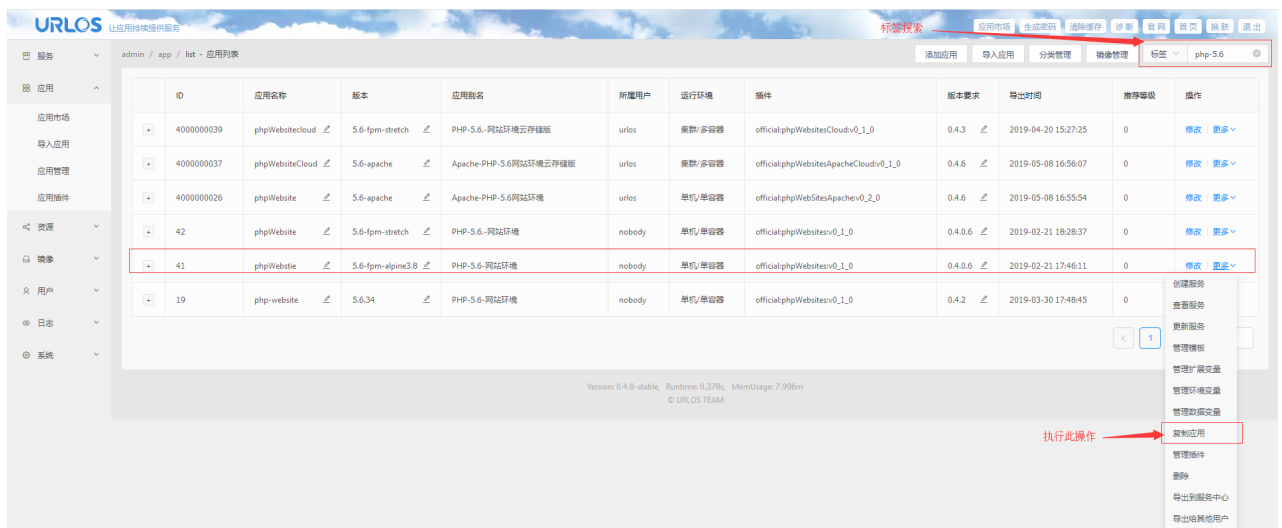 URLOS 让应用持续提供服务
标签搜索
应用市场 生成密码 清除缓存 诊断 官网 首页 换肤 退出
服务
admin / app / list - 应用列表
添加应用 导入应用 分类管理 镜像管理 标签 php-5.6
应用
应用市场
导入应用
应用管理
应用插件
资源
镜像
用户
日志
系统
ID 应用名称 版本 应用别名 所属用户 运行环境 插件 版本要求 导出时间 推荐等级 操作
4000000039 phpWebsitecloud 5.6-fpm-stretch PHP-5.6.-网站环境云存储版 urlos 集群/多容器 official:phpWebsitesCloud:v0_1_0 0.4.3 2019-04-20 15:27:25 0 修改 更多
4000000037 phpWebsiteCloud 5.6-apache Apache-PHP-5.6网站环境云存储版 urlos 集群/多容器 official:phpWebsitesApacheCloud:v0_1_0 0.4.6 2019-05-08 16:56:07 0 修改 更多
4000000026 phpWebsite 5.6-apache Apache-PHP-5.6网站环境 urlos 单机/单容器 official:phpWebSitesApache:v0_2_0 0.4.6 2019-05-08 16:55:54 0 修改 更多
42 phpWebsite 5.6-fpm-stretch PHP-5.6.-网站环境 nobody 单机/单容器 official:phpWebsites:v0_1_0 0.4.0.6 2019-02-21 18:28:37 0 修改 更多
41 phpWebstie 5.6-fpm-alpine3.8 PHP-5.6-网站环境 nobody 单机/单容器 official:phpWebsites:v0_1_0 0.4.0.6 2019-02-21 17:46:11 0 修改 更多
19 php-website 5.6.34 PHP-5.6-网站环境 nobody 单机/单容器 official:phpWebsites:v0_1_0 0.4.2 2019-03-30 17:48:45 0
< 1
创建服务
查看服务
更新服务
管理模板
管理扩展变量
管理环境变量
管理数据变量
复制应用
管理插件
删除
导出到服务中心
导出给其他用户
执行此操作
Version: 0.4.8-stable, Runtime: 0.378s, MemUsage: 7.996m
© URLOS TEAM